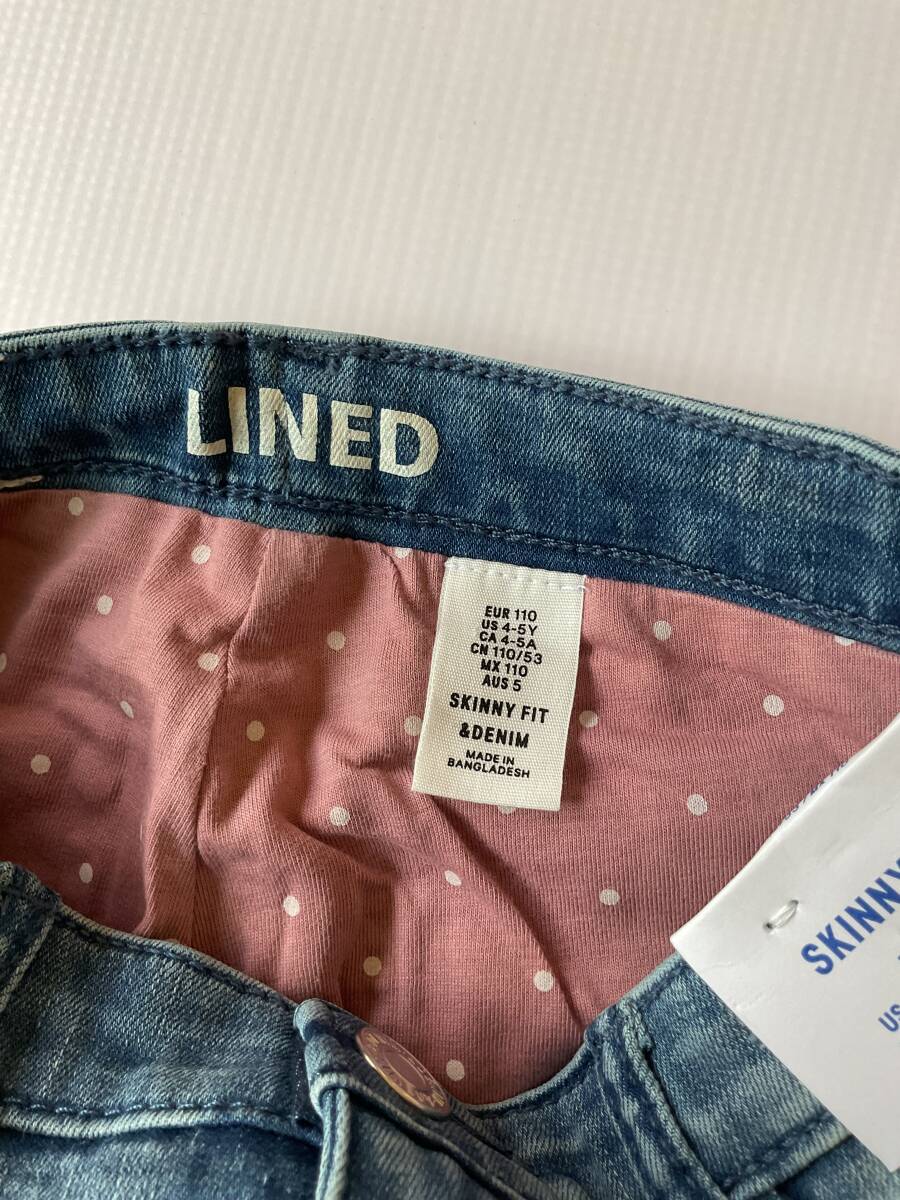 LINED
EUR 110
US 4-5Y
CA 4-5A
CN 110/53
MX 110
AUS 5
SKINNY FIT
&DENIM
MADE IN
BANGLADESH
SKINNY
US